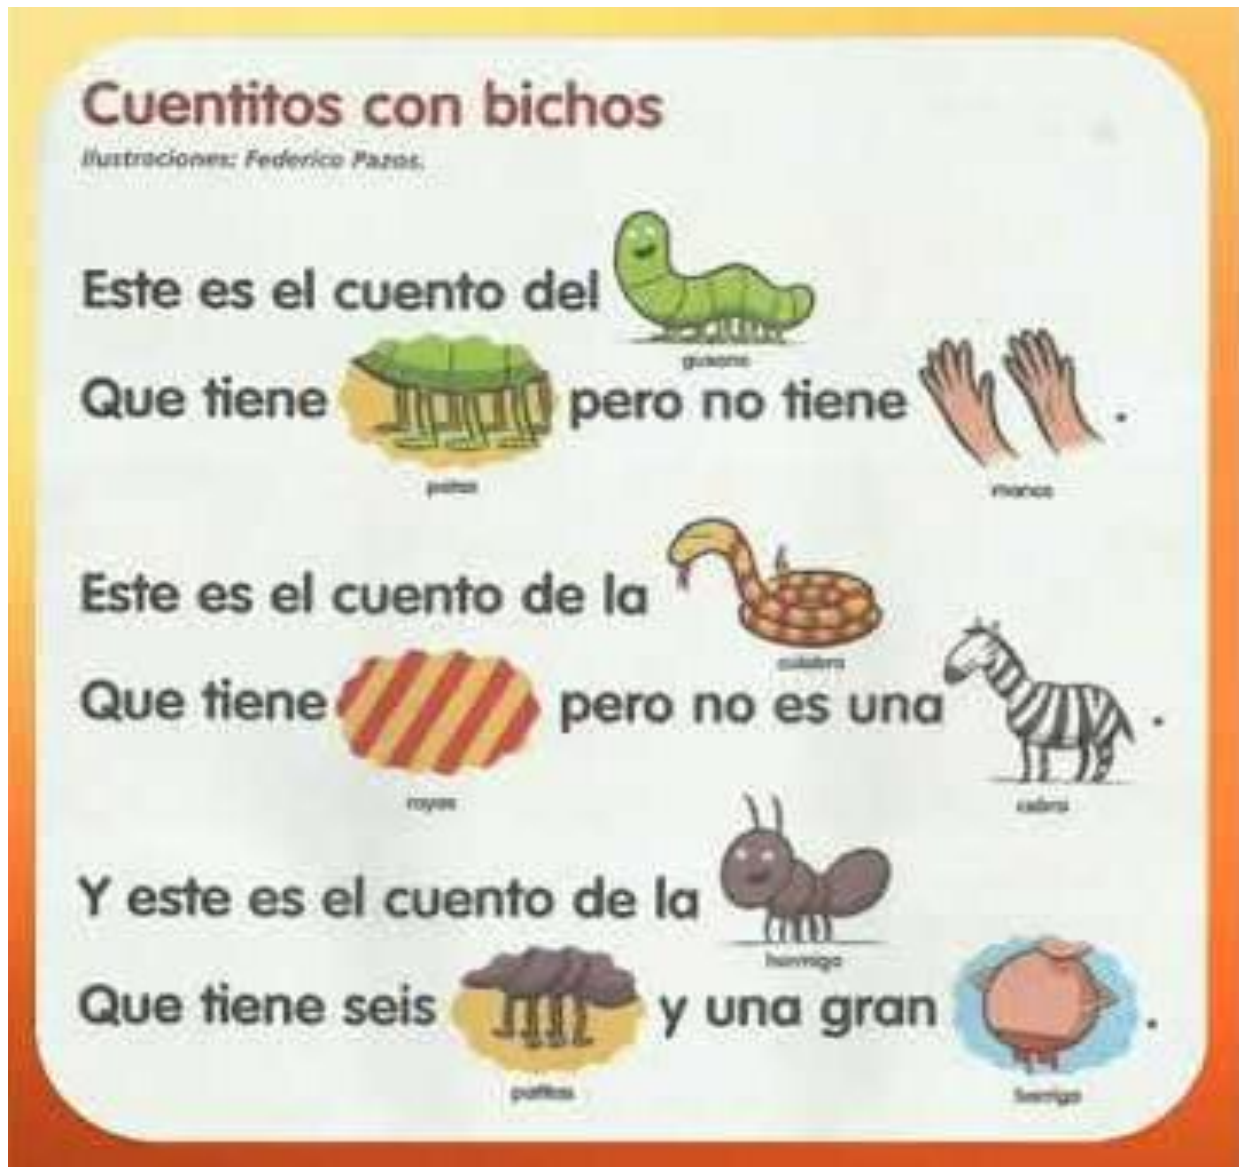 Cuentitos con bichos
Ilustraciones: Federico Pazos.
Este es el cuento del
gusano
Que tiene pero no tiene .
patas
manos
Este es el cuento de la
culebra
Que tiene pero no es una .
rayas
cebra
Y este es el cuento de la
hormiga
Que tiene seis y una gran .
patitas
barriga